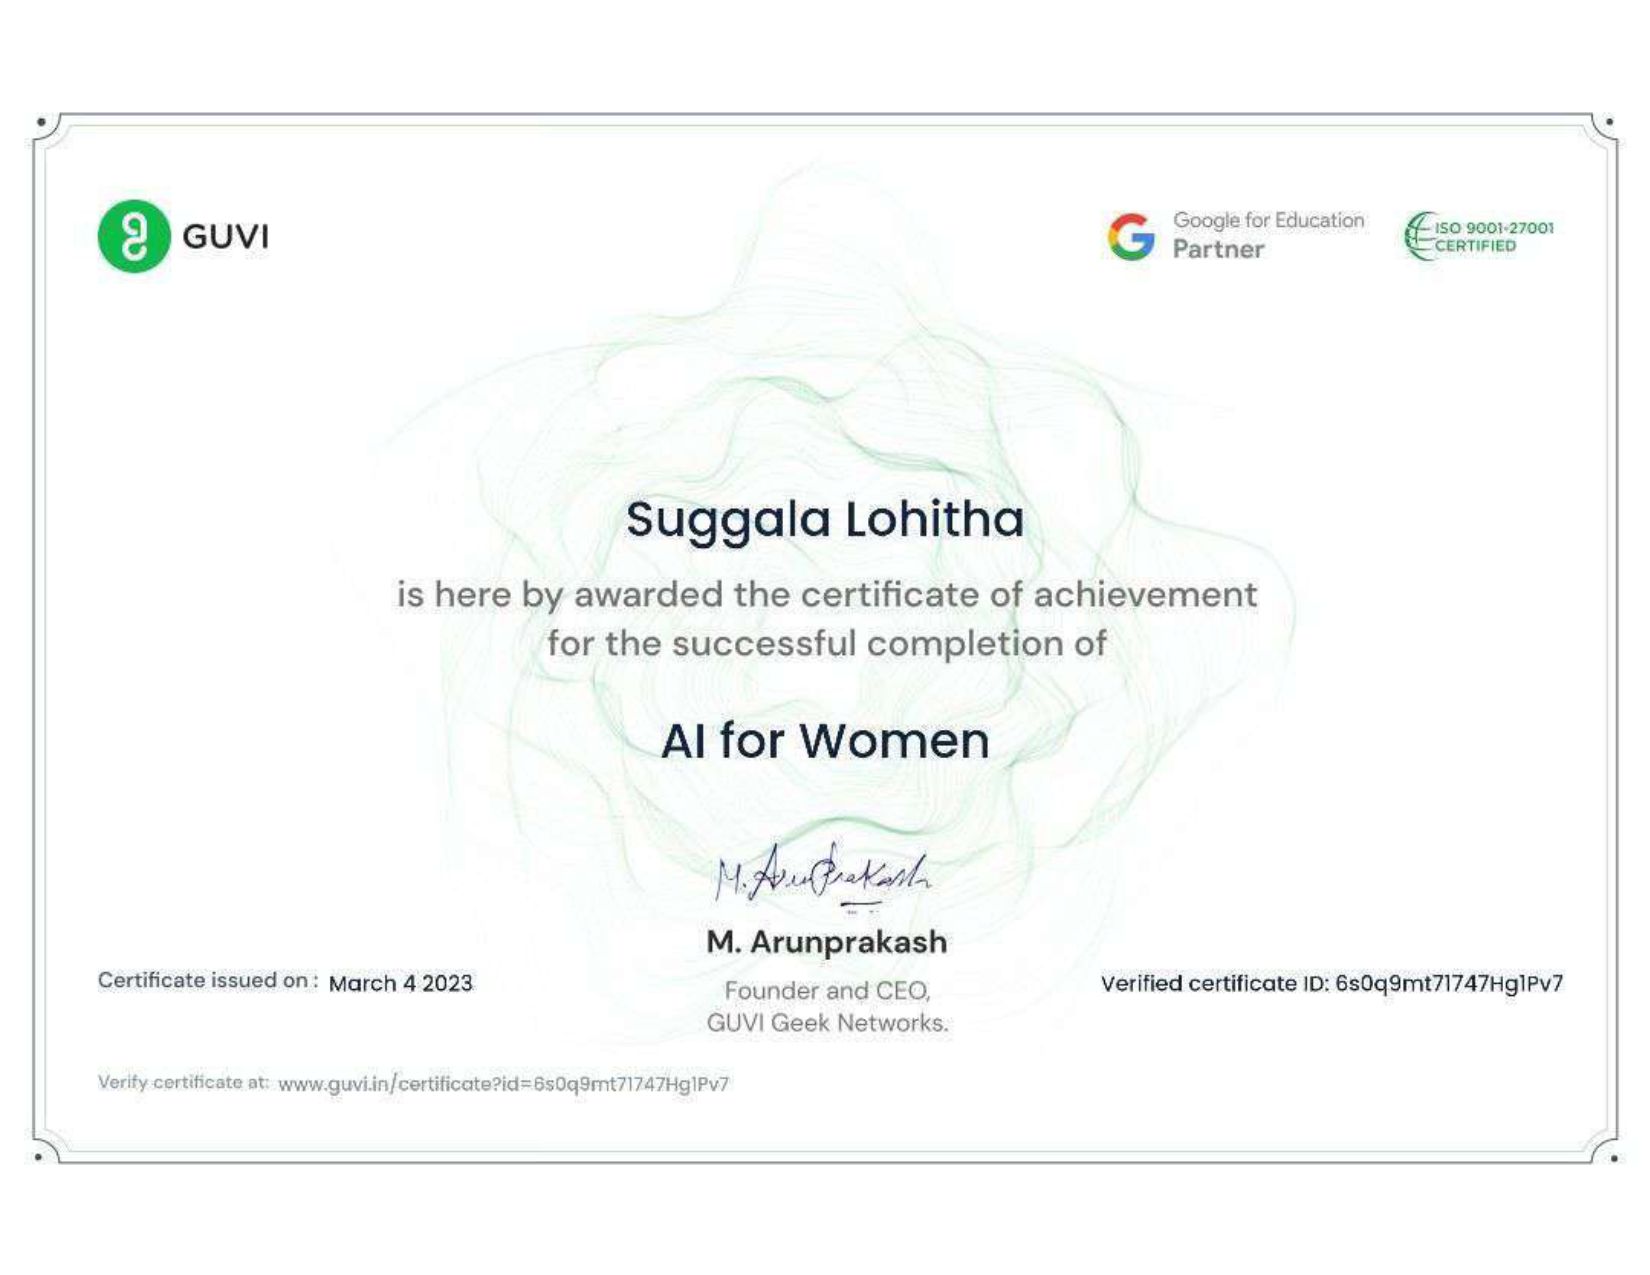 GUVI
Google for Education
Partner
ISO 9001-27001
CERTIFIED
Suggala Lohitha
is here by awarded the certificate of achievement
for the successful completion of
AI for Women
M. Arunprakash
M. Arunprakash
Founder and CEO,
GUVI Geek Networks.
Certificate issued on : March 4 2023
Verified certificate ID: 6s0q9mt71747Hg1Pv7
Verify certificate at: www.guvi.in/certificate?id=6s0q9mt71747Hg1Pv7